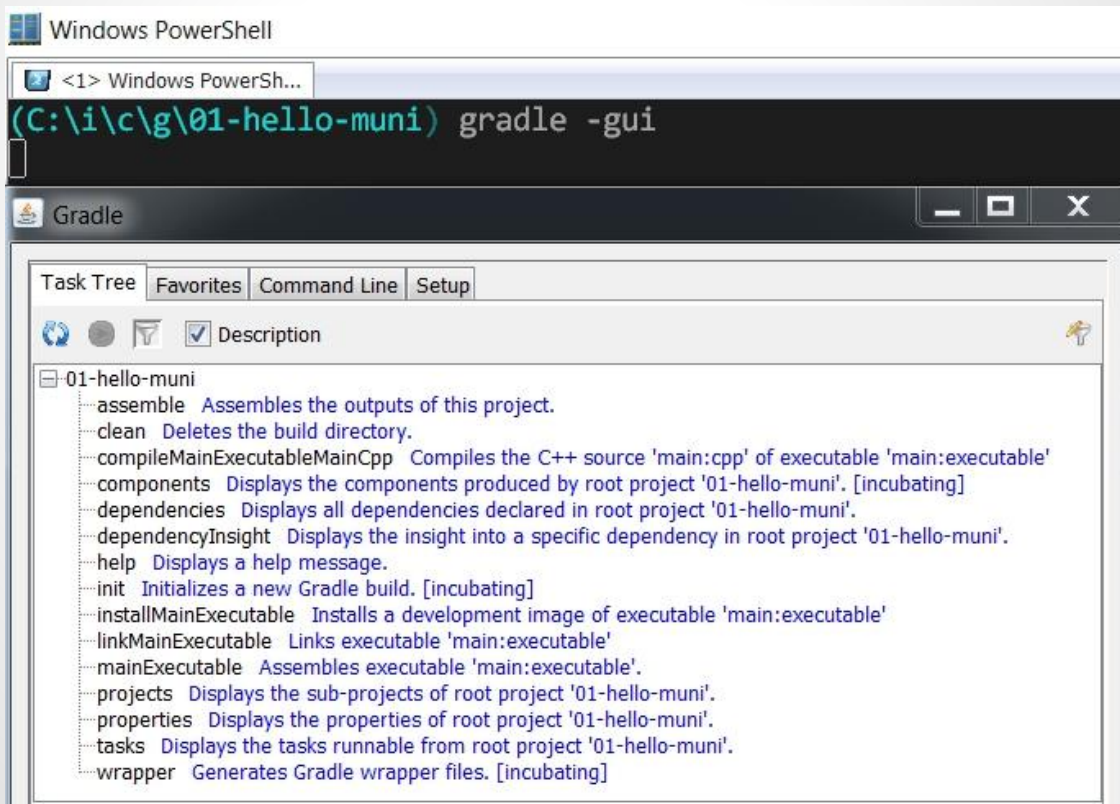 Windows PowerShell
<1> Windows PowerSh...
(C:\i\c\g\01-hello-muni) gradle -gui
Gradle
Task Tree Favorites Command Line Setup
Description
01-hello-muni
assemble Assembles the outputs of this project.
clean Deletes the build directory.
compileMainExecutableMainCpp Compiles the C++ source 'main:cpp' of executable 'main:executable'
components Displays the components produced by root project '01-hello-muni'. [incubating]
dependencies Displays all dependencies declared in root project '01-hello-muni'.
dependencyInsight Displays the insight into a specific dependency in root project '01-hello-muni'.
help Displays a help message.
init Initializes a new Gradle build. [incubating]
installMainExecutable Installs a development image of executable 'main:executable'
linkMainExecutable Links executable 'main:executable'
mainExecutable Assembles executable 'main:executable'.
projects Displays the sub-projects of root project '01-hello-muni'.
properties Displays the properties of root project '01-hello-muni'.
tasks Displays the tasks runnable from root project '01-hello-muni'.
wrapper Generates Gradle wrapper files. [incubating]